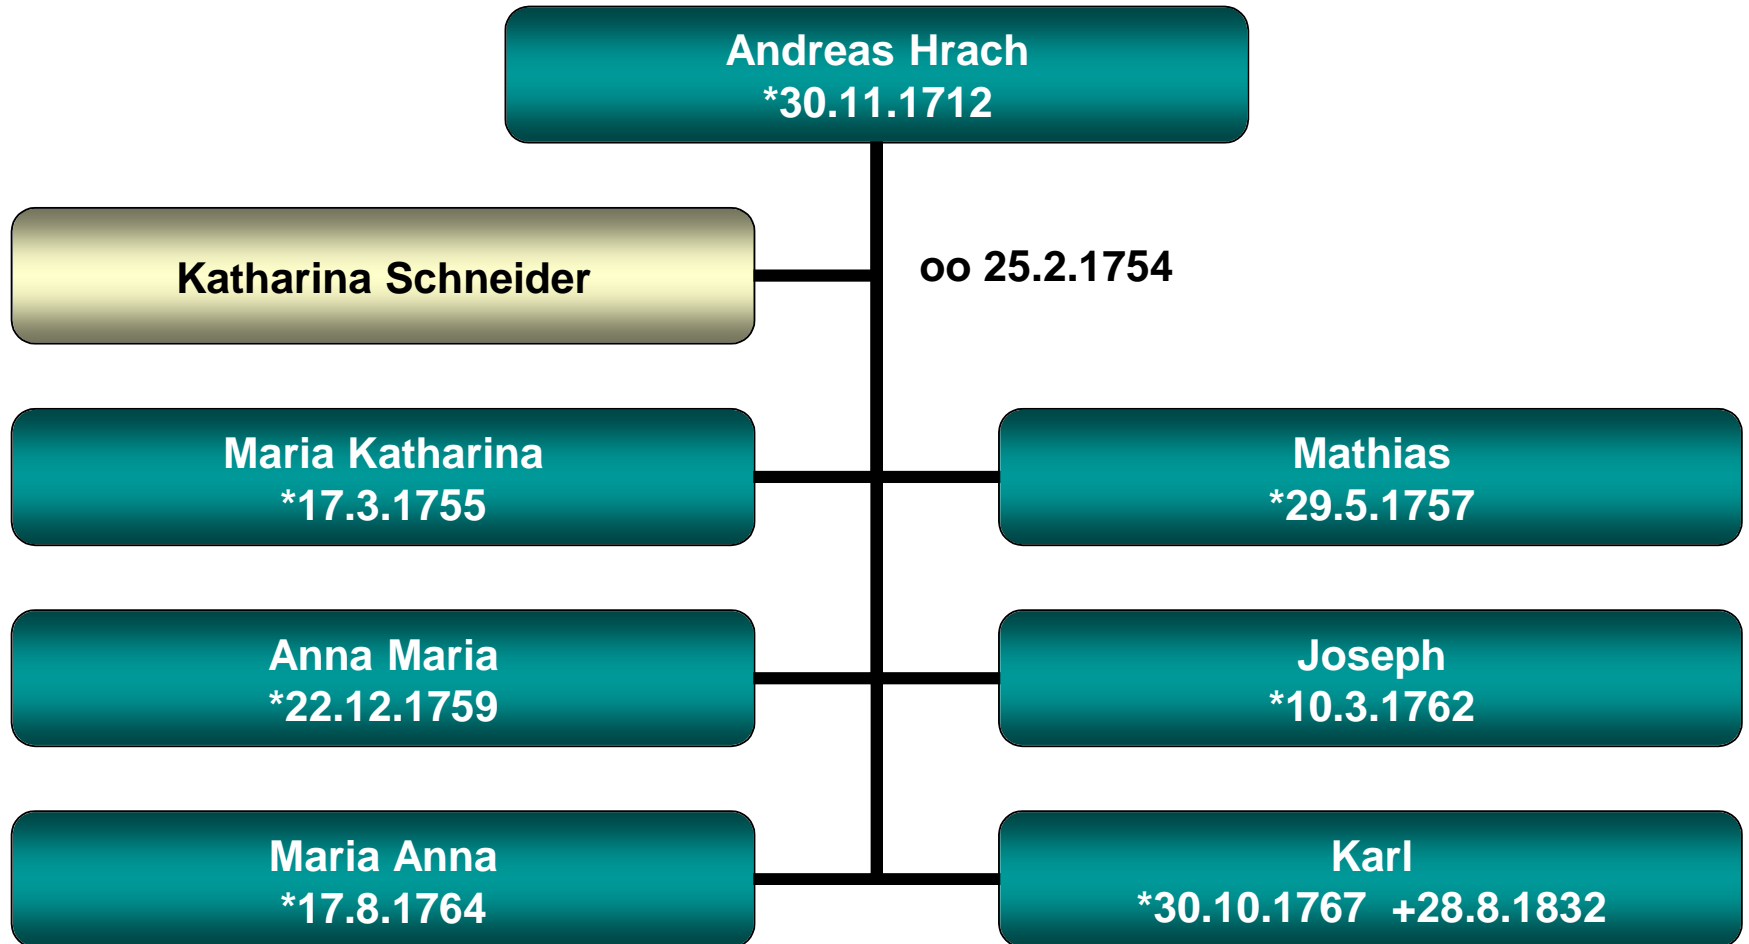 Andreas Hrach
*30.11.1712
Katharina Schneider
oo 25.2.1754
Maria Katharina
*17.3.1755
Mathias
*29.5.1757
Anna Maria
*22.12.1759
Joseph
*10.3.1762
Maria Anna
*17.8.1764
Karl
*30.10.1767  +28.8.1832